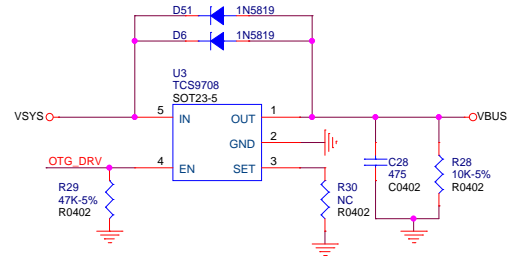 D51 1N5819
D6 1N5819
U3
TCS9708
SOT23-5
VSYS 5 IN OUT 1 VBUS
GND 2
OTG_DRV 4 EN SET 3
R29
47K-5%
R0402
R30
NC
R0402
C28
475
C0402
R28
10K-5%
R0402